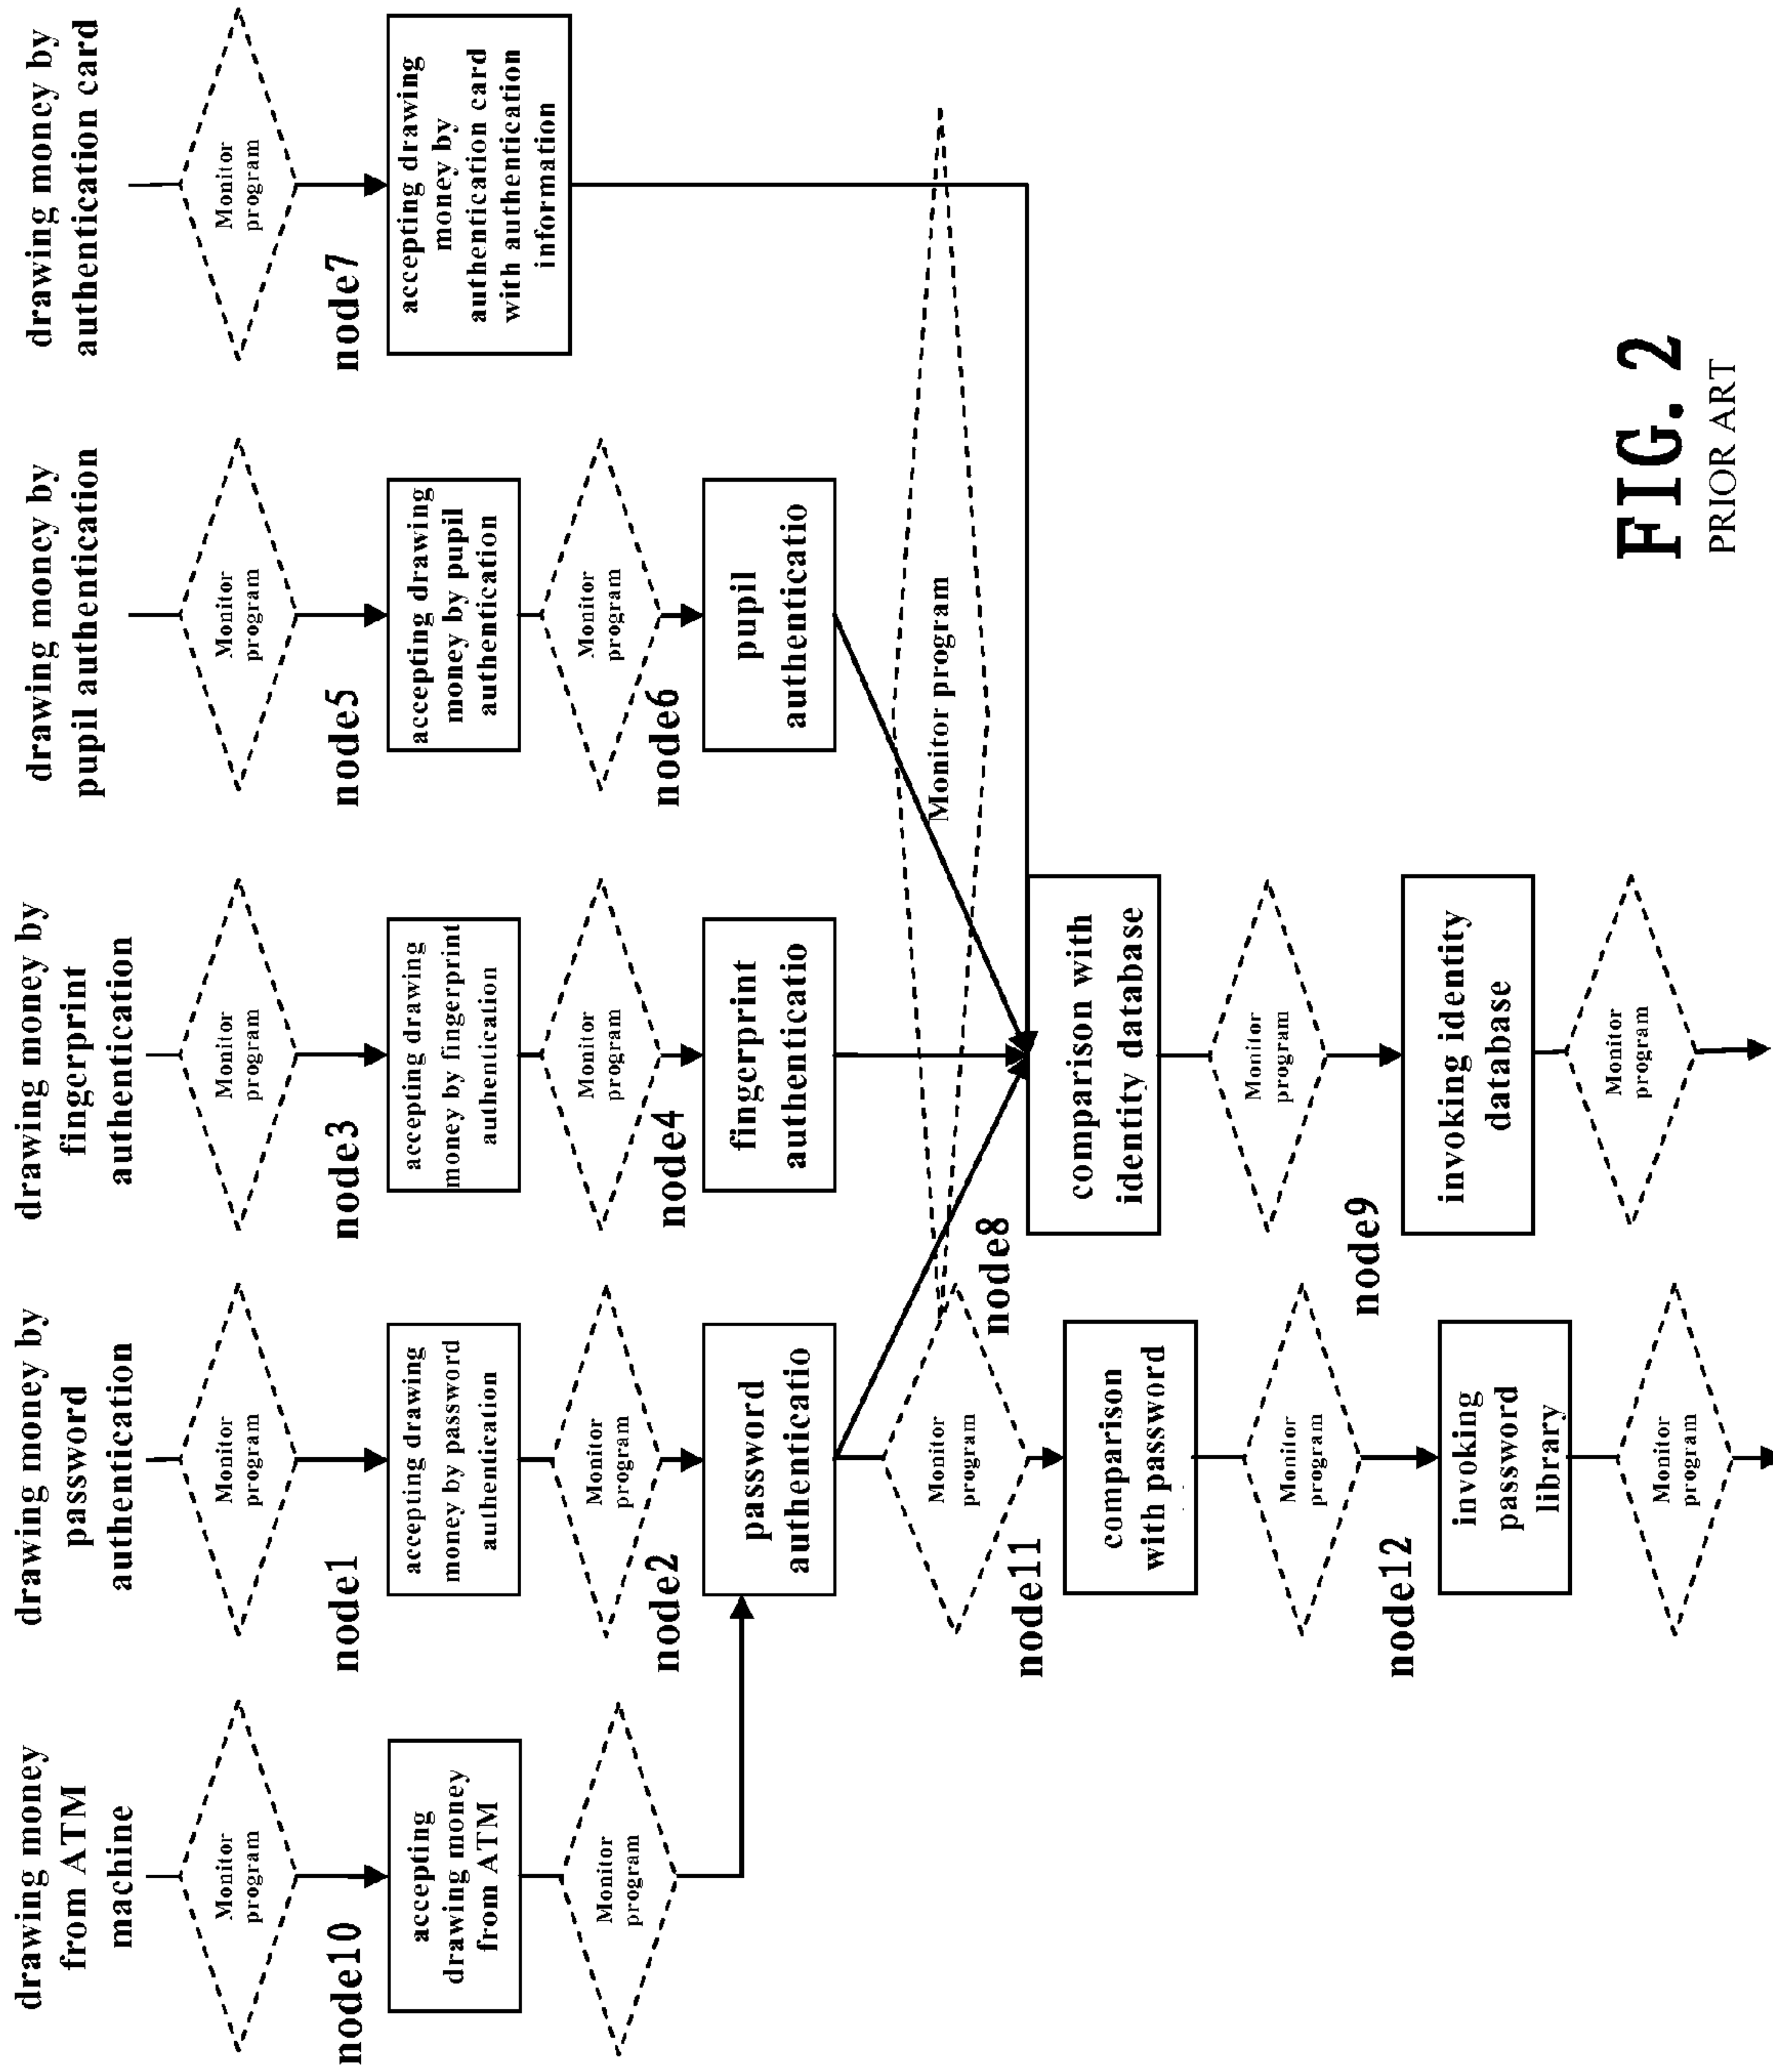 drawing money
from ATM
machine
drawing money by
password
authentication
drawing money by
fingerprint
authentication
drawing money by
pupil authentication
drawing money by
authentication card
Monitor
program
Monitor
program
Monitor
program
Monitor
program
Monitor
program
node10
node1
node3
node5
node7
accepting
drawing money
from ATM
accepting drawing
money by password
authentication
accepting drawing
money by fingerprint
authentication
accepting drawing
money by pupil
authentication
accepting drawing
money by
authentication card
with authentication
information
Monitor
program
Monitor
program
Monitor
program
Monitor
program
node2
node4
node6
password
authenticatio
fingerprint
authenticatio
pupil
authenticatio
Monitor
program
Monitor program
node11
node8
comparison
with password
comparison with
identity database
Monitor
program
Monitor
program
node12
node9
invoking
password
library
invoking identity
database
Monitor
program
Monitor
program
FIG. 2
PRIOR ART